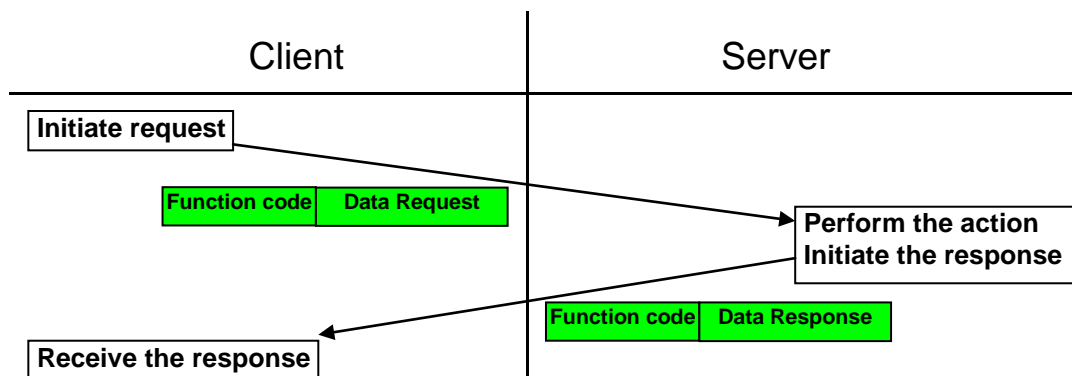 Client
Server
Initiate request
Function code
Data Request
Perform the action
Initiate the response
Function code
Data Response
Receive the response